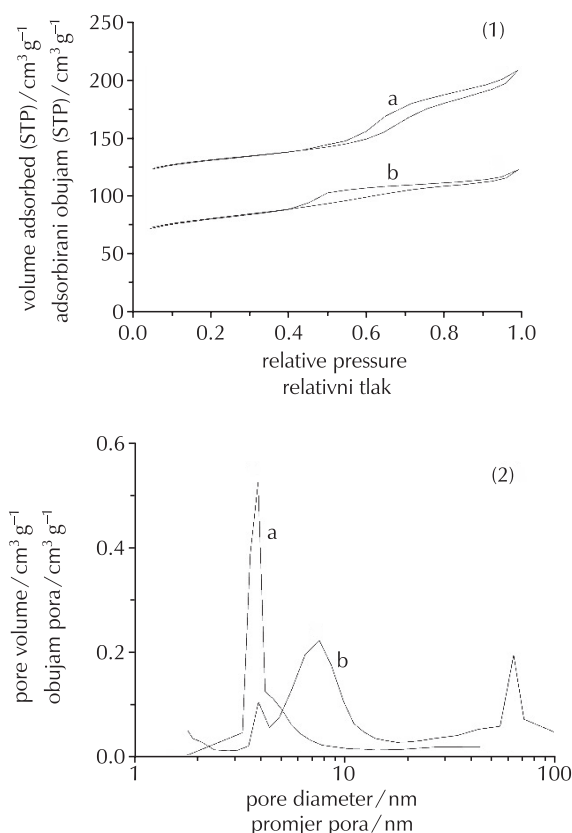 volume adsorbed (STP) / cm³ g⁻¹
adsorbirani obujam (STP) / cm³ g⁻¹
250
200
150
100
50
0
(1)
a
b
0.0 0.2 0.4 0.6 0.8 1.0
relative pressure
relativni tlak
pore volume / cm³ g⁻¹
obujam pora / cm³ g⁻¹
0.6
0.4
0.2
0.0
(2)
a
b
1 10 100
pore diameter / nm
promjer pora / nm